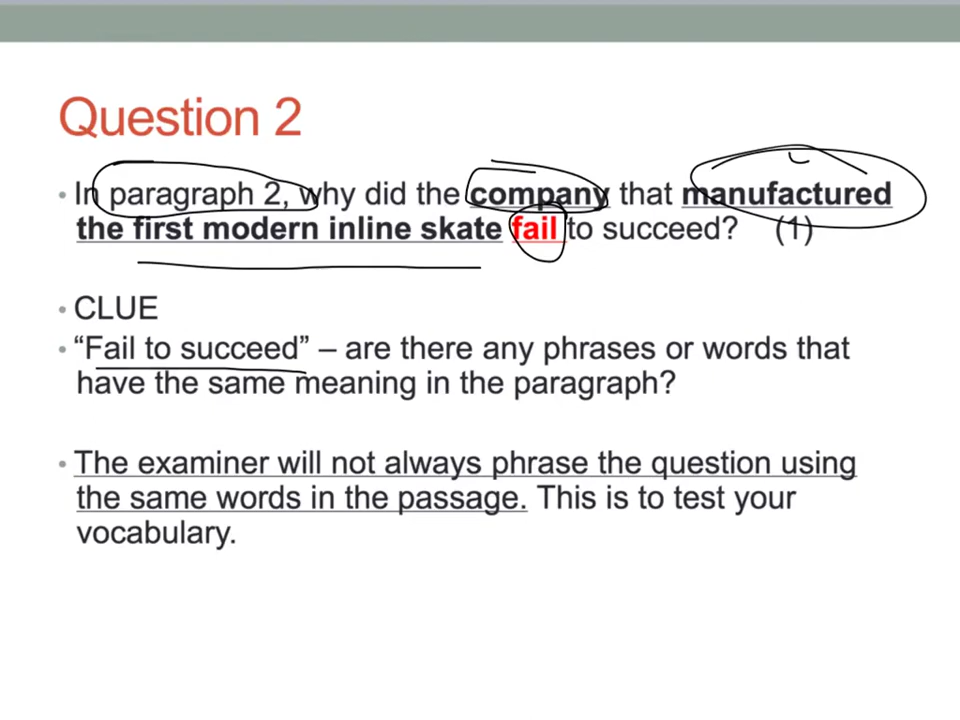 Question 2
• In paragraph 2, why did the company that manufactured
the first modern inline skate fail to succeed? (1)
• CLUE
• “Fail to succeed” – are there any phrases or words that
have the same meaning in the paragraph?
• The examiner will not always phrase the question using
the same words in the passage. This is to test your
vocabulary.